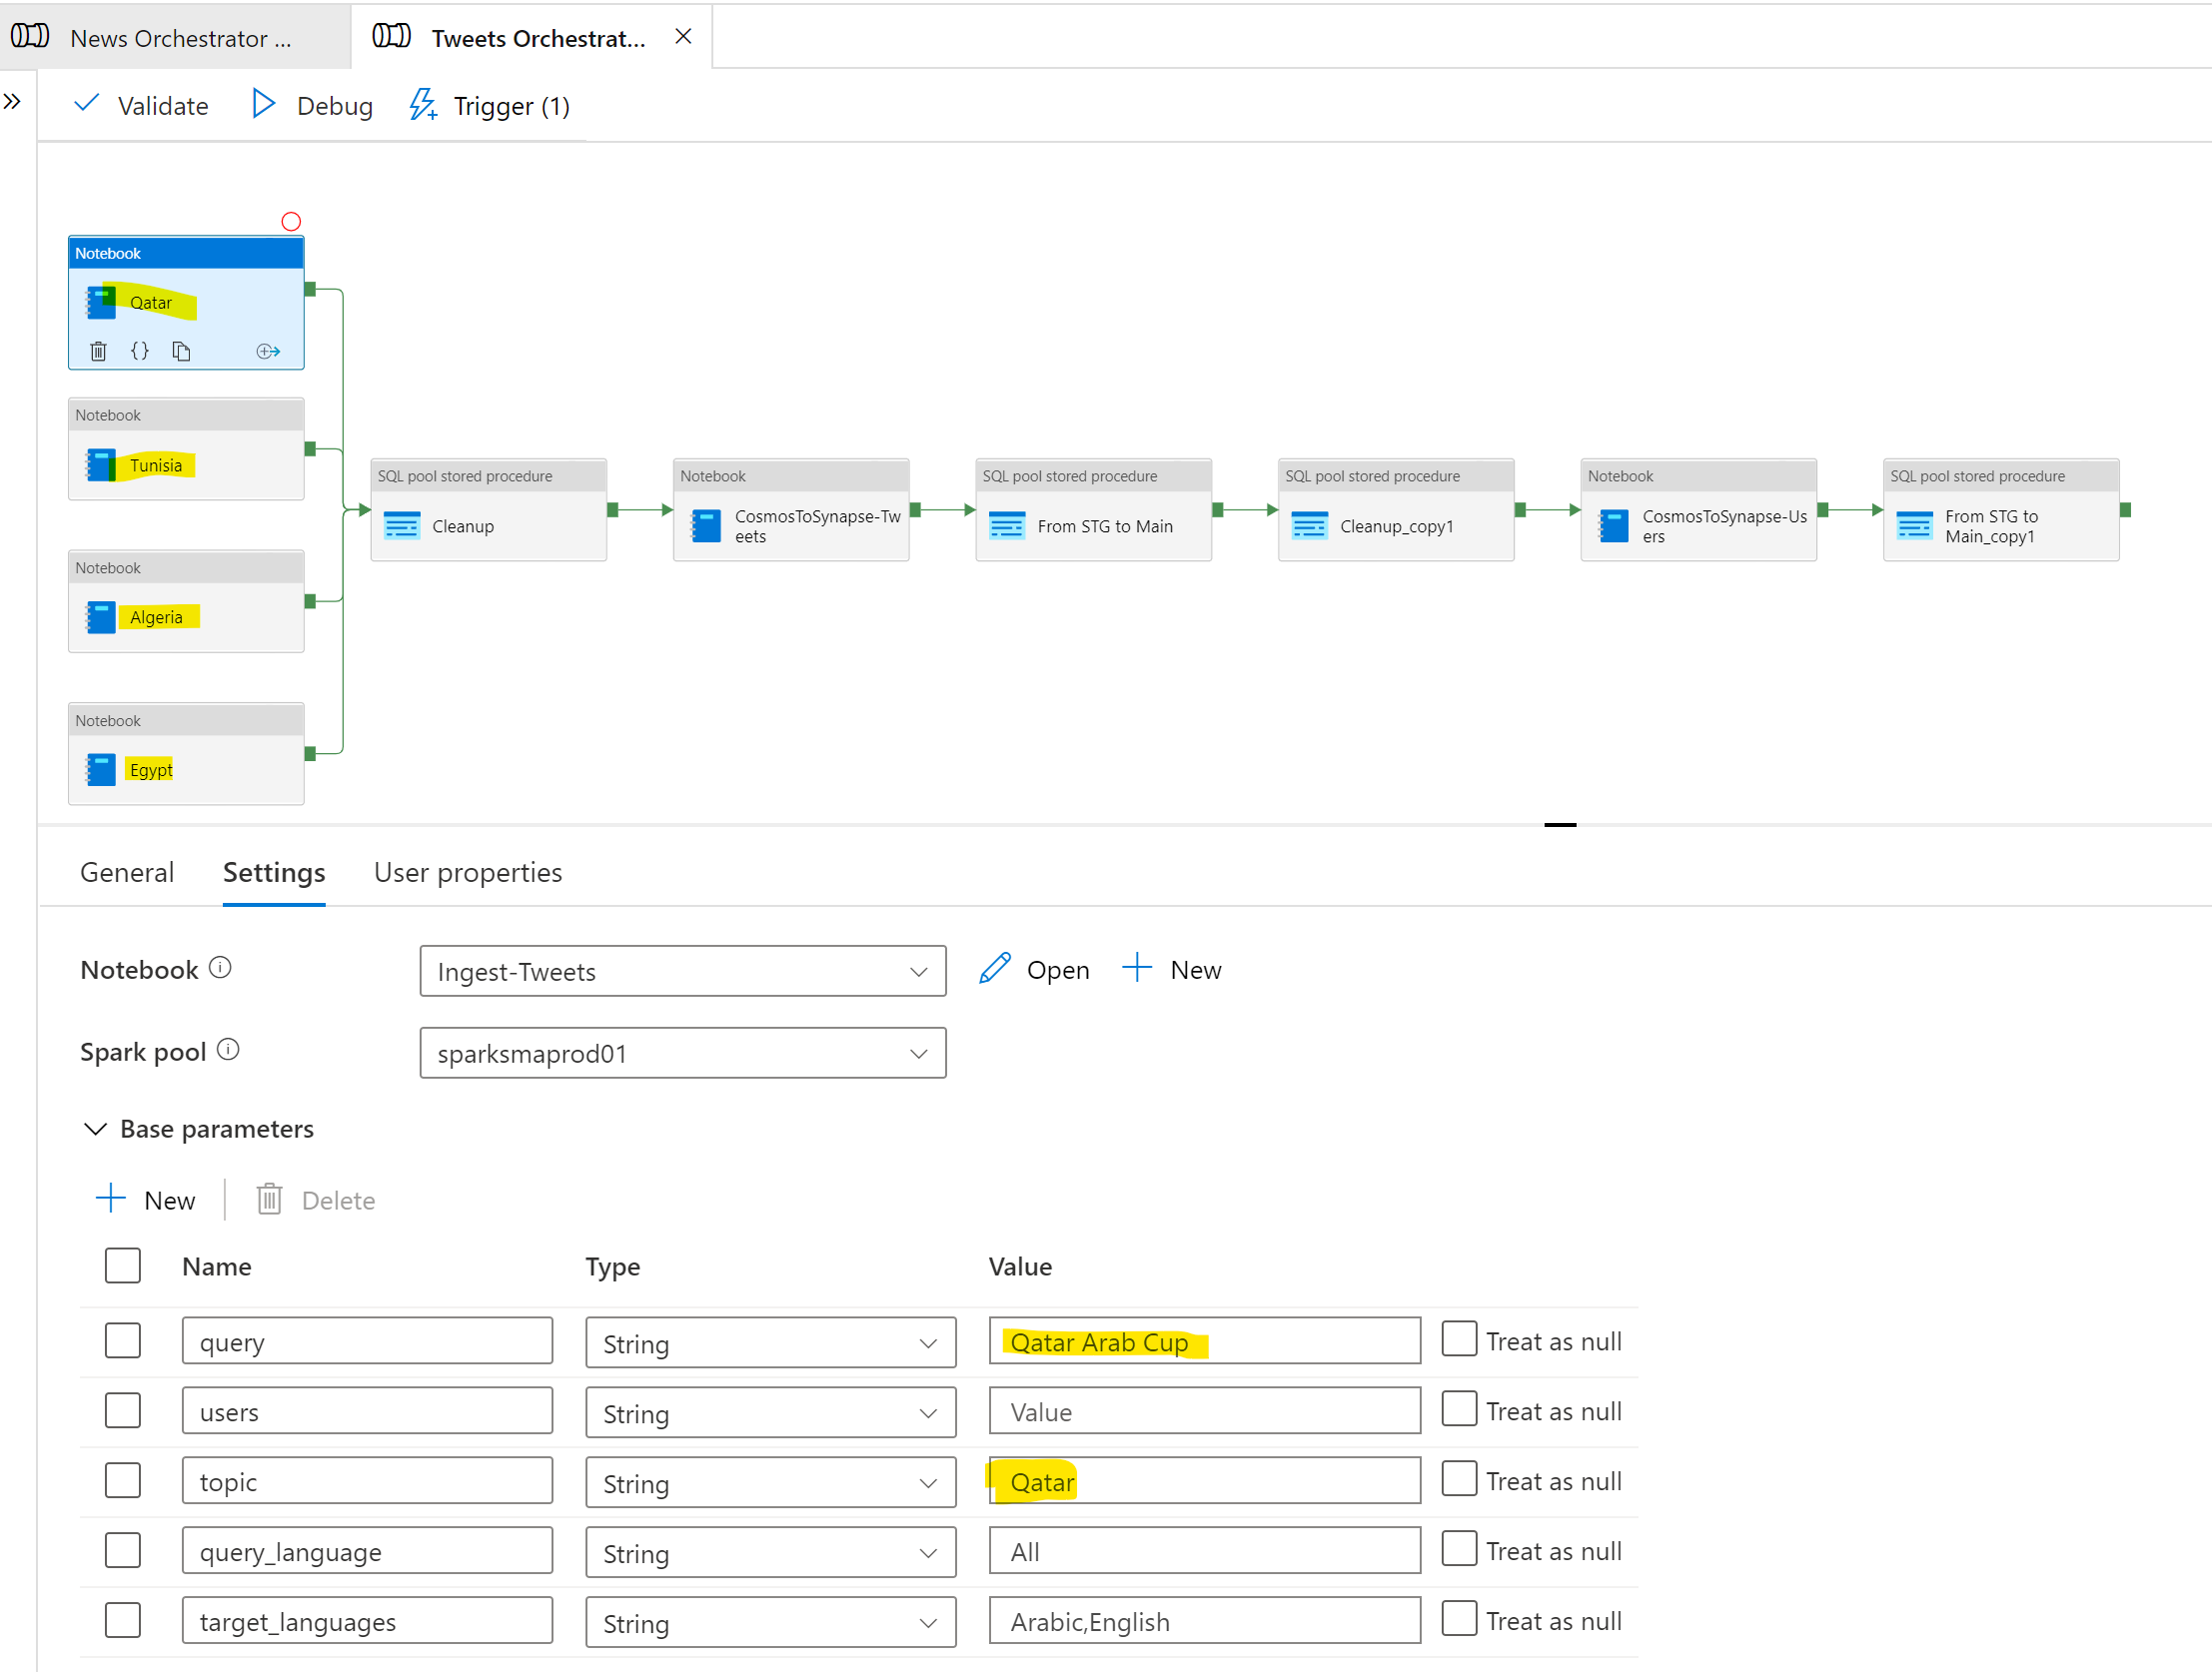 News Orchestrator ...
Tweets Orchestrat...
Validate
Debug
Trigger (1)
Notebook
Qatar
Notebook
Tunisia
Notebook
Algeria
Notebook
Egypt
SQL pool stored procedure
Cleanup
Notebook
CosmosToSynapse-Tw
eets
SQL pool stored procedure
From STG to Main
SQL pool stored procedure
Cleanup_copy1
Notebook
CosmosToSynapse-Us
ers
SQL pool stored procedure
From STG to
Main_copy1
General
Settings
User properties
Notebook
Ingest-Tweets
Open
New
Spark pool
sparksmaprod01
Base parameters
New
Delete
Name Type Value
query String Qatar Arab Cup Treat as null
users String Value Treat as null
topic String Qatar Treat as null
query_language String All Treat as null
target_languages String Arabic,English Treat as null